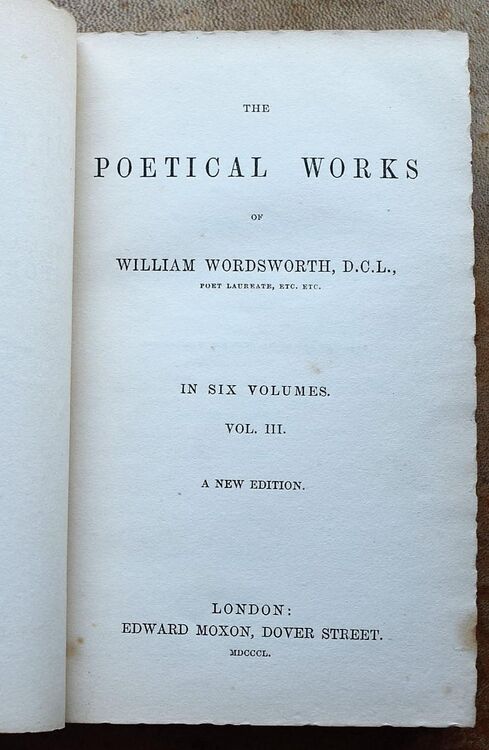 THE
POETICAL WORKS
OF
WILLIAM WORDSWORTH, D.C.L.,
POET LAUREATE, ETC. ETC.
IN SIX VOLUMES.
VOL. III.
A NEW EDITION.
LONDON:
EDWARD MOXON, DOVER STREET.
MDCCCL.